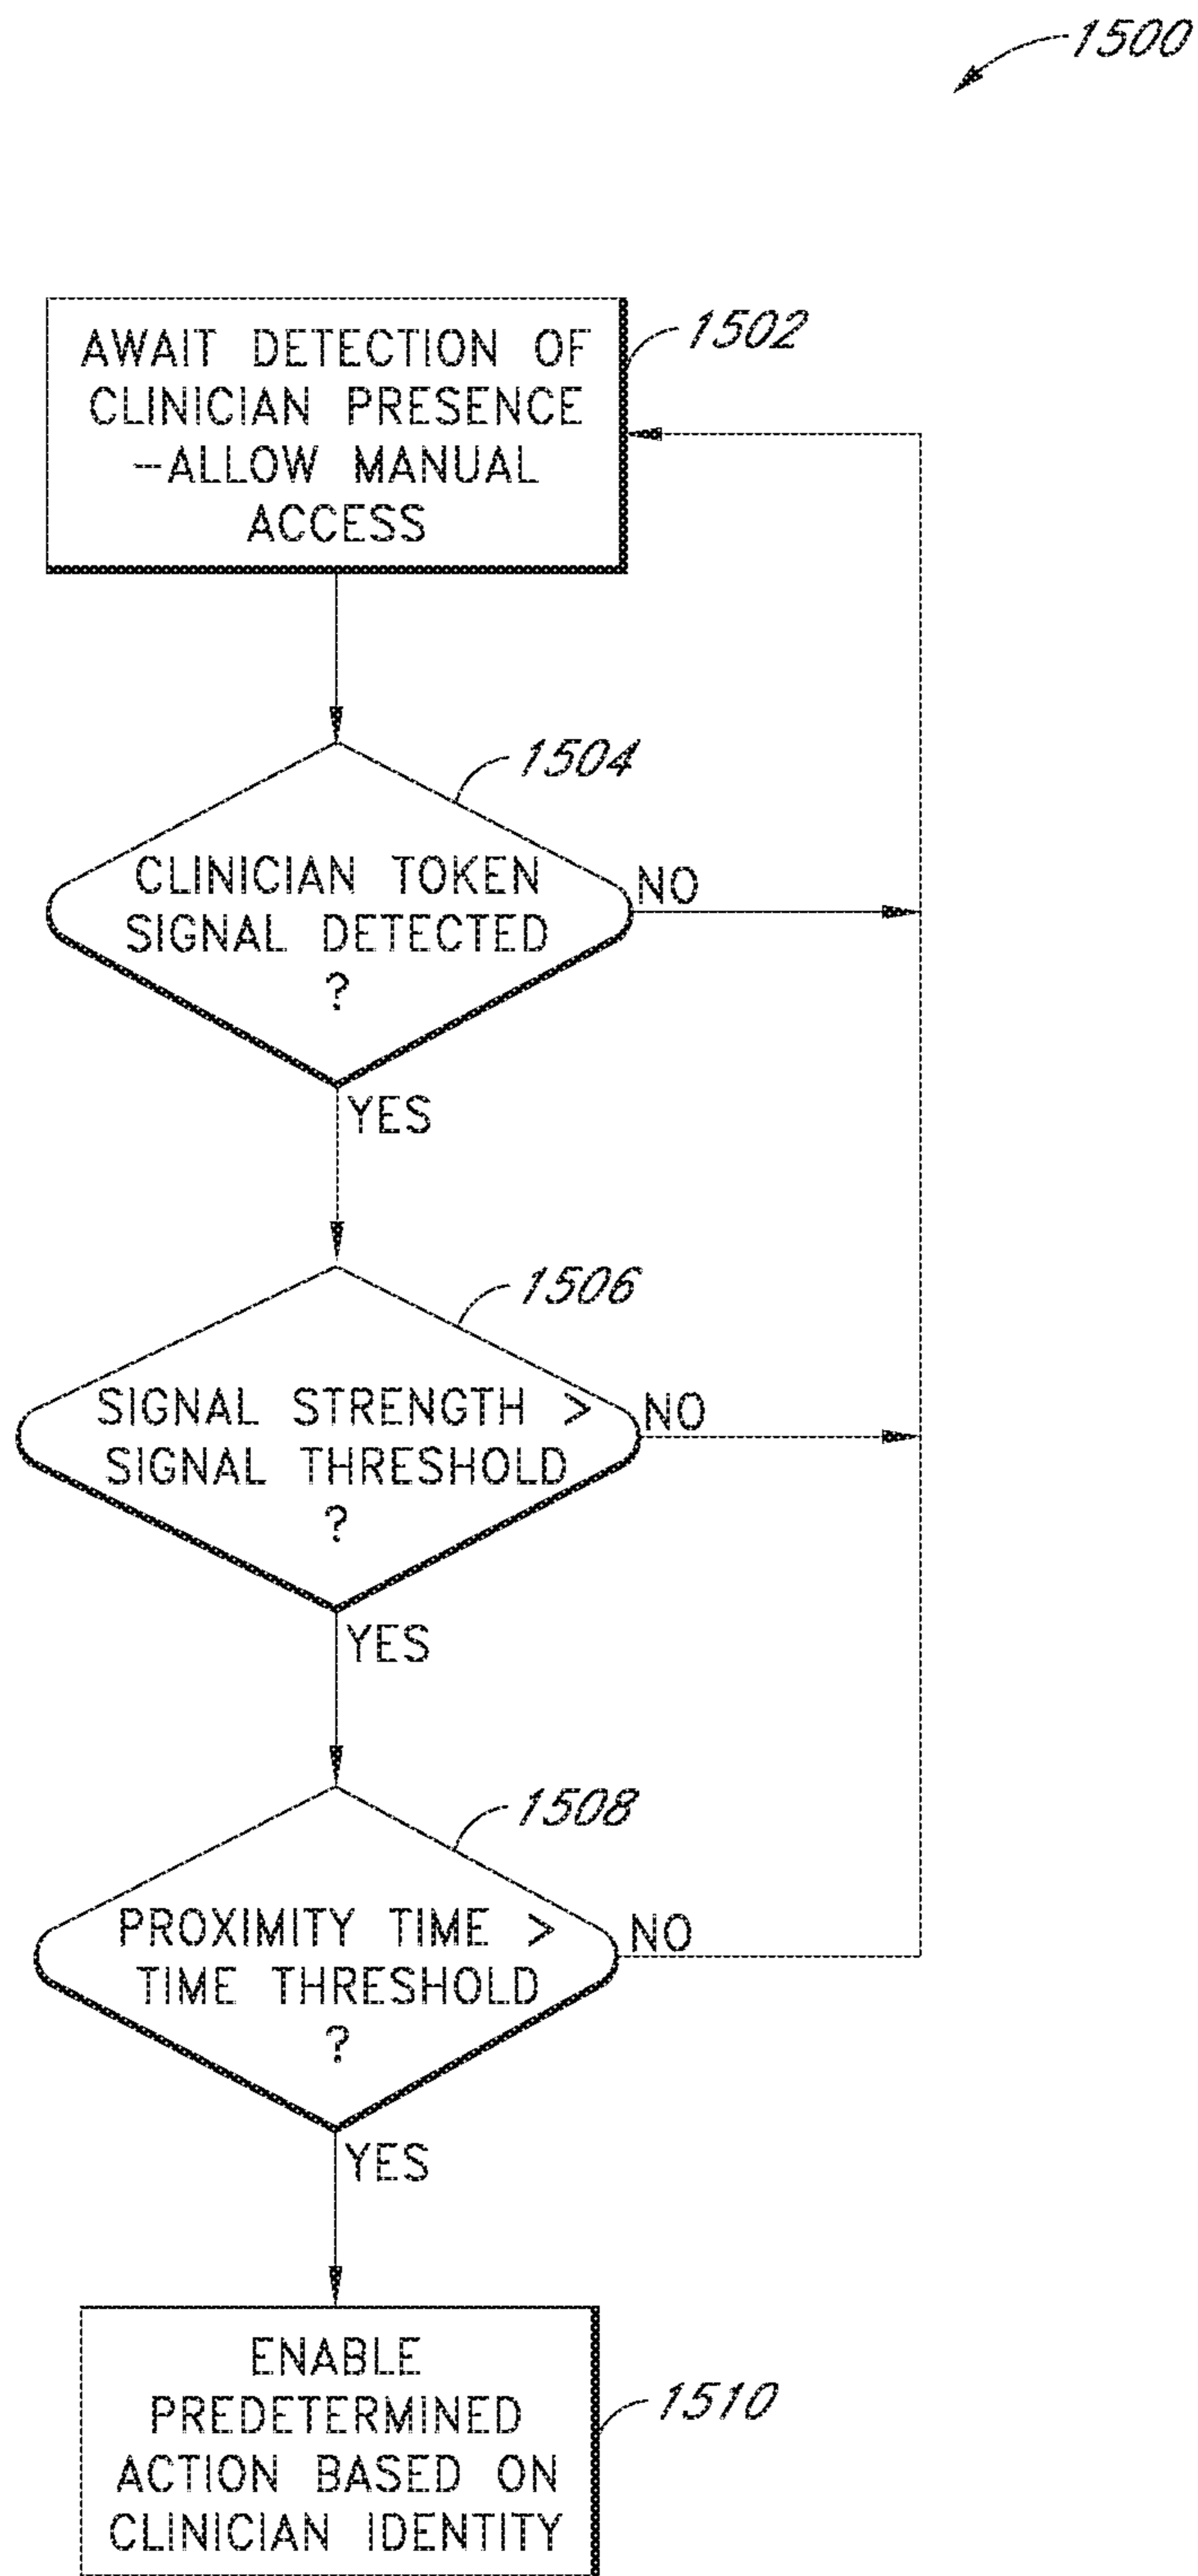 1500
AWAIT DETECTION OF
CLINICIAN PRESENCE
--ALLOW MANUAL
ACCESS
1502
1504
CLINICIAN TOKEN
SIGNAL DETECTED
?
NO
YES
1506
SIGNAL STRENGTH >
SIGNAL THRESHOLD
?
NO
YES
1508
PROXIMITY TIME >
TIME THRESHOLD
?
NO
YES
ENABLE
PREDETERMINED
ACTION BASED ON
CLINICIAN IDENTITY
1510